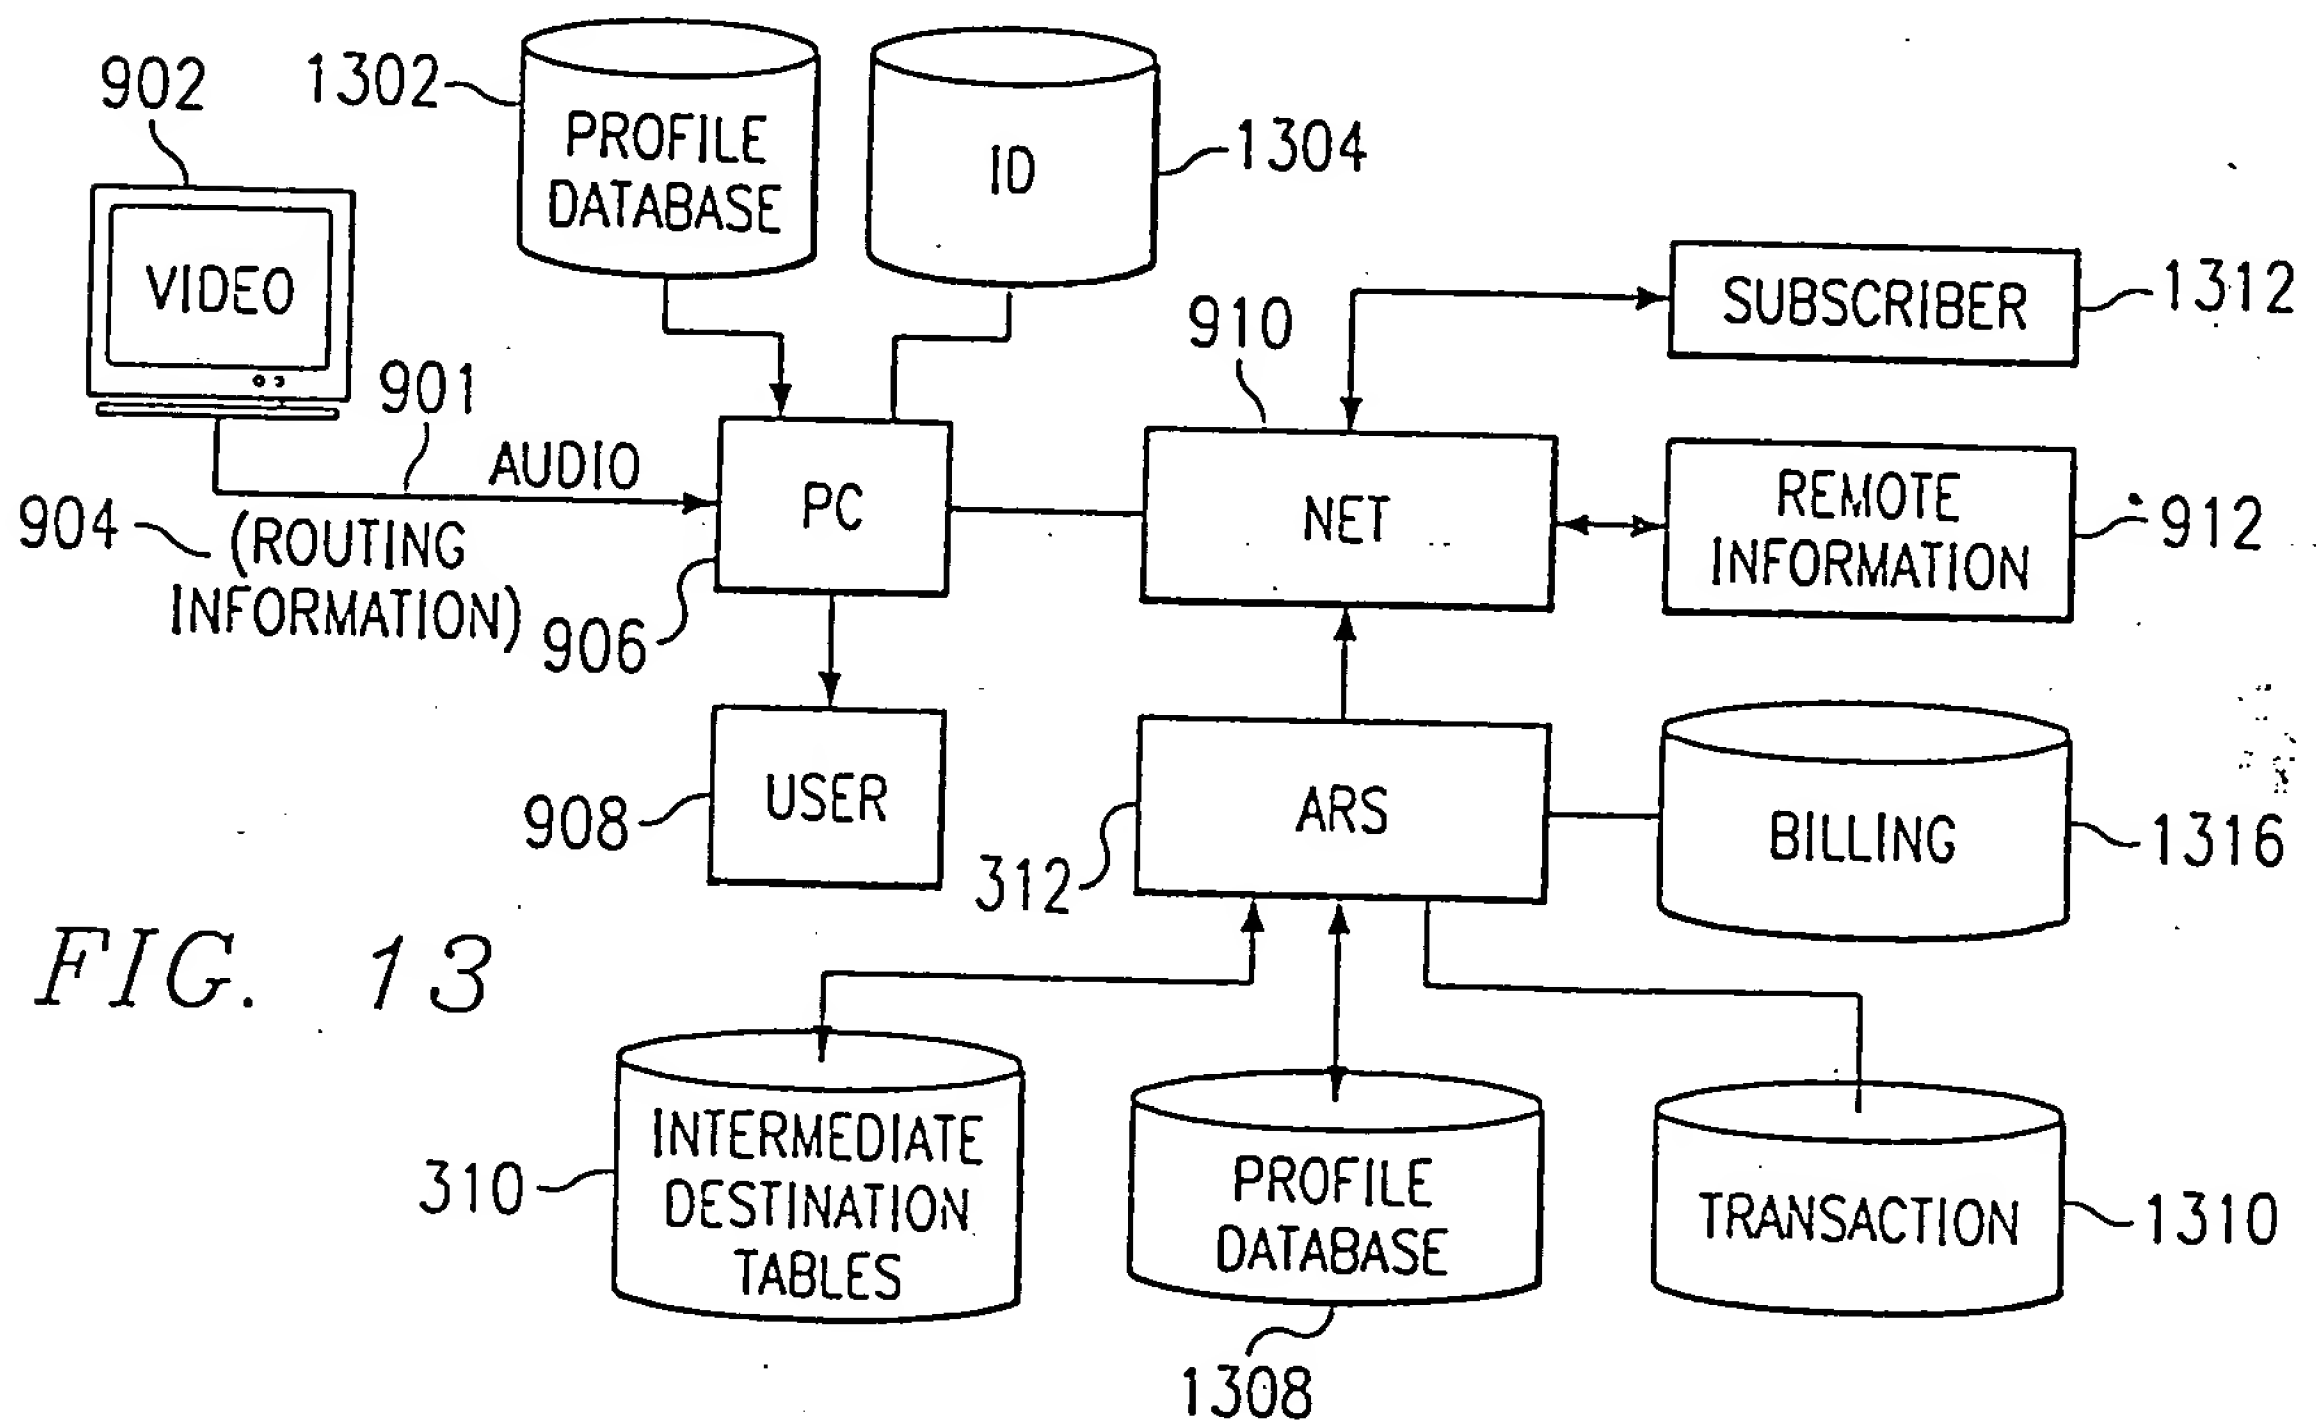 902
1302
PROFILE
DATABASE
ID
1304
VIDEO
SUBSCRIBER
1312
910
901
AUDIO
904
(ROUTING
INFORMATION)
PC
906
NET
REMOTE
INFORMATION
912
USER
908
ARS
312
BILLING
1316
FIG. 13
310
INTERMEDIATE
DESTINATION
TABLES
PROFILE
DATABASE
1308
TRANSACTION
1310